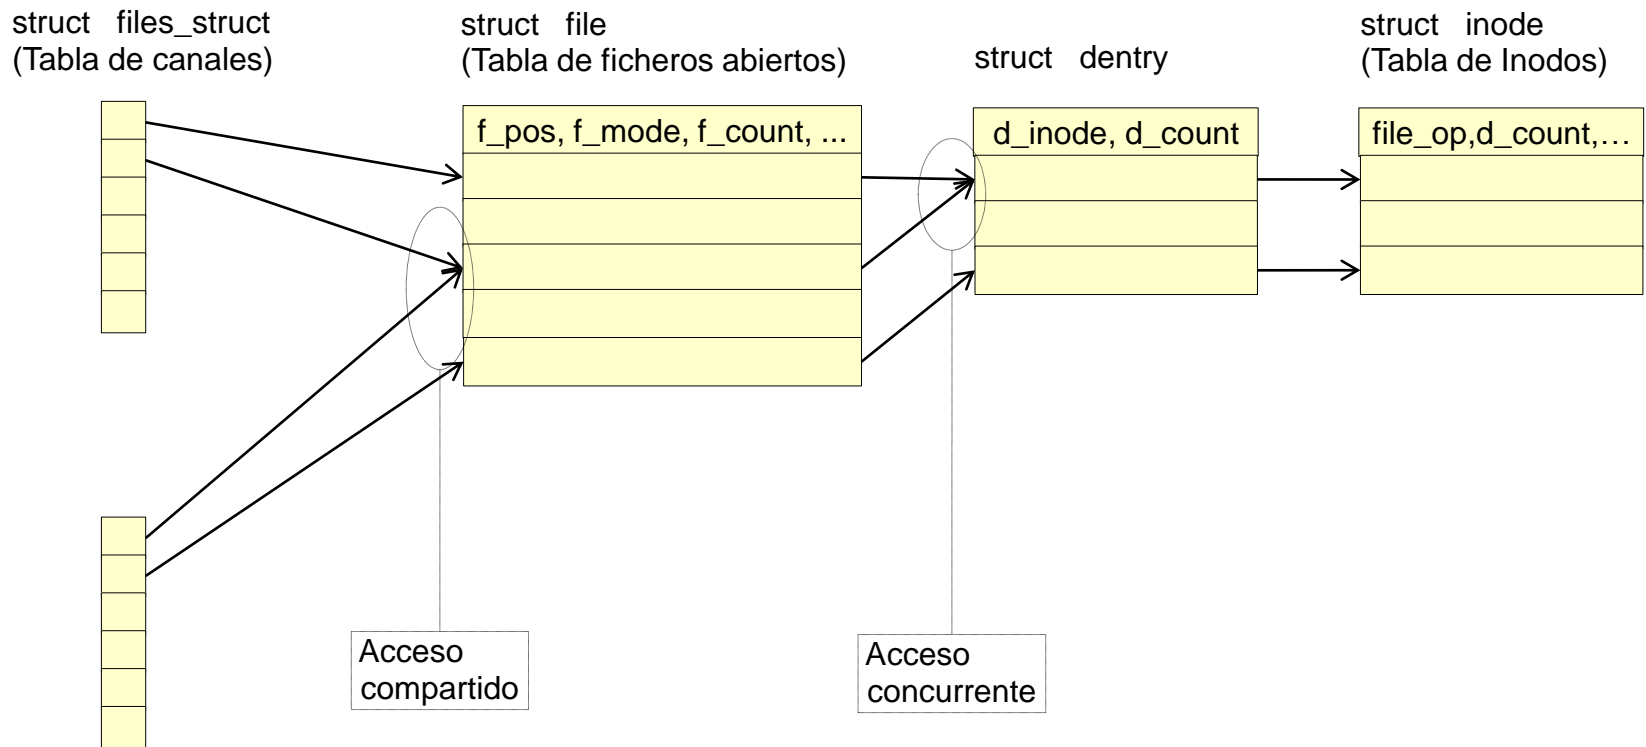 struct files_struct
(Tabla de canales)
struct file
(Tabla de ficheros abiertos)
struct dentry
struct inode
(Tabla de Inodos)
f_pos, f_mode, f_count, ...
d_inode, d_count
file_op,d_count,…
Acceso
compartido
Acceso
concurrente